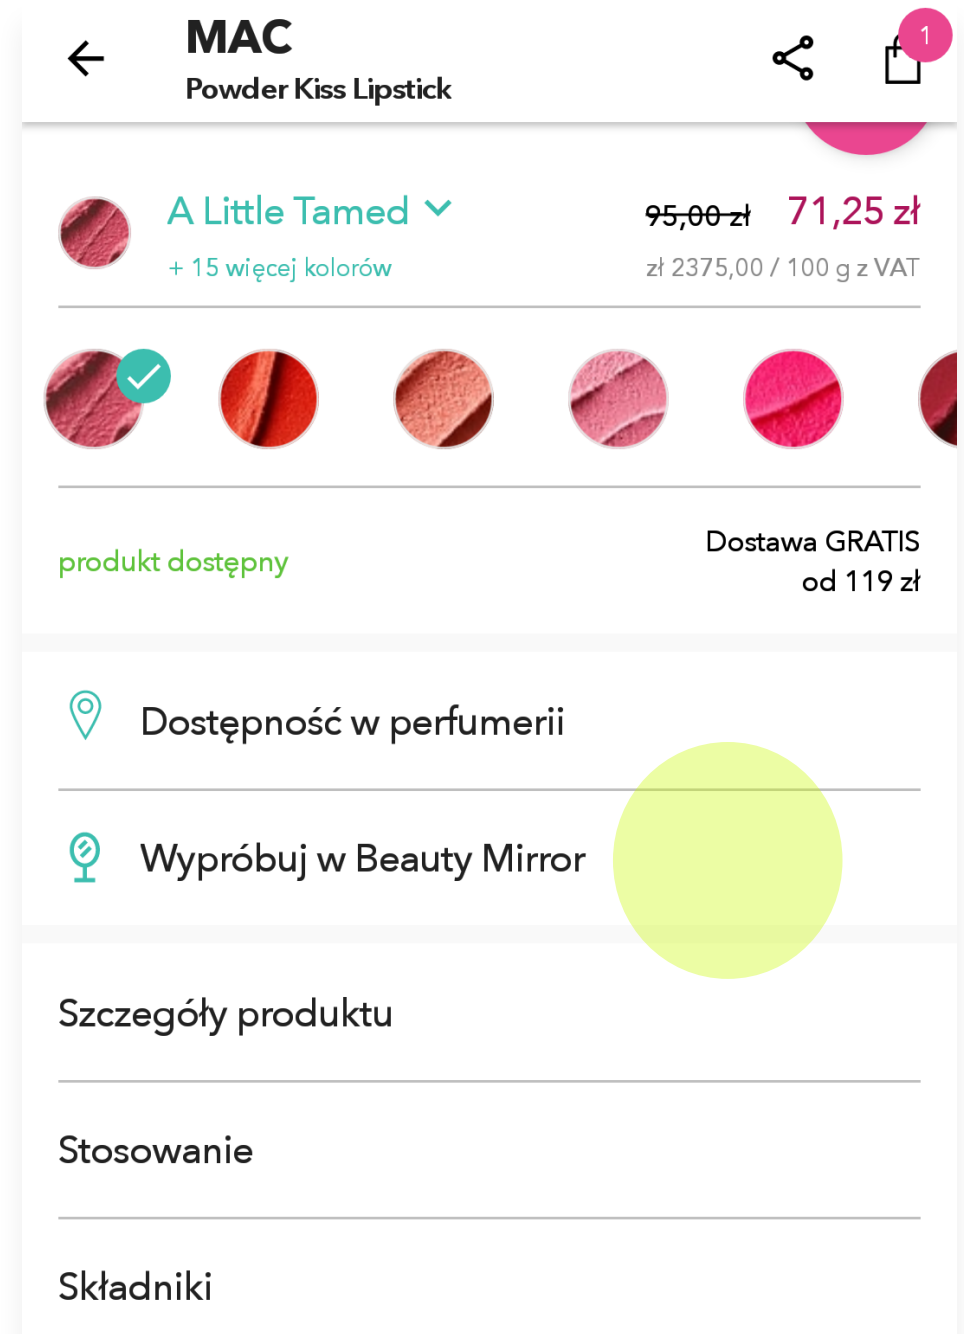 MAC
1
Powder Kiss Lipstick
A Little Tamed
95,00 zł 71,25 zł
+ 15 więcej kolorów
zł 2375,00 / 100 g z VAT
produkt dostępny
Dostawa GRATIS
od 119 zł
Dostępność w perfumerii
Wypróbuj w Beauty Mirror
Szczegóły produktu
Stosowanie
Składniki